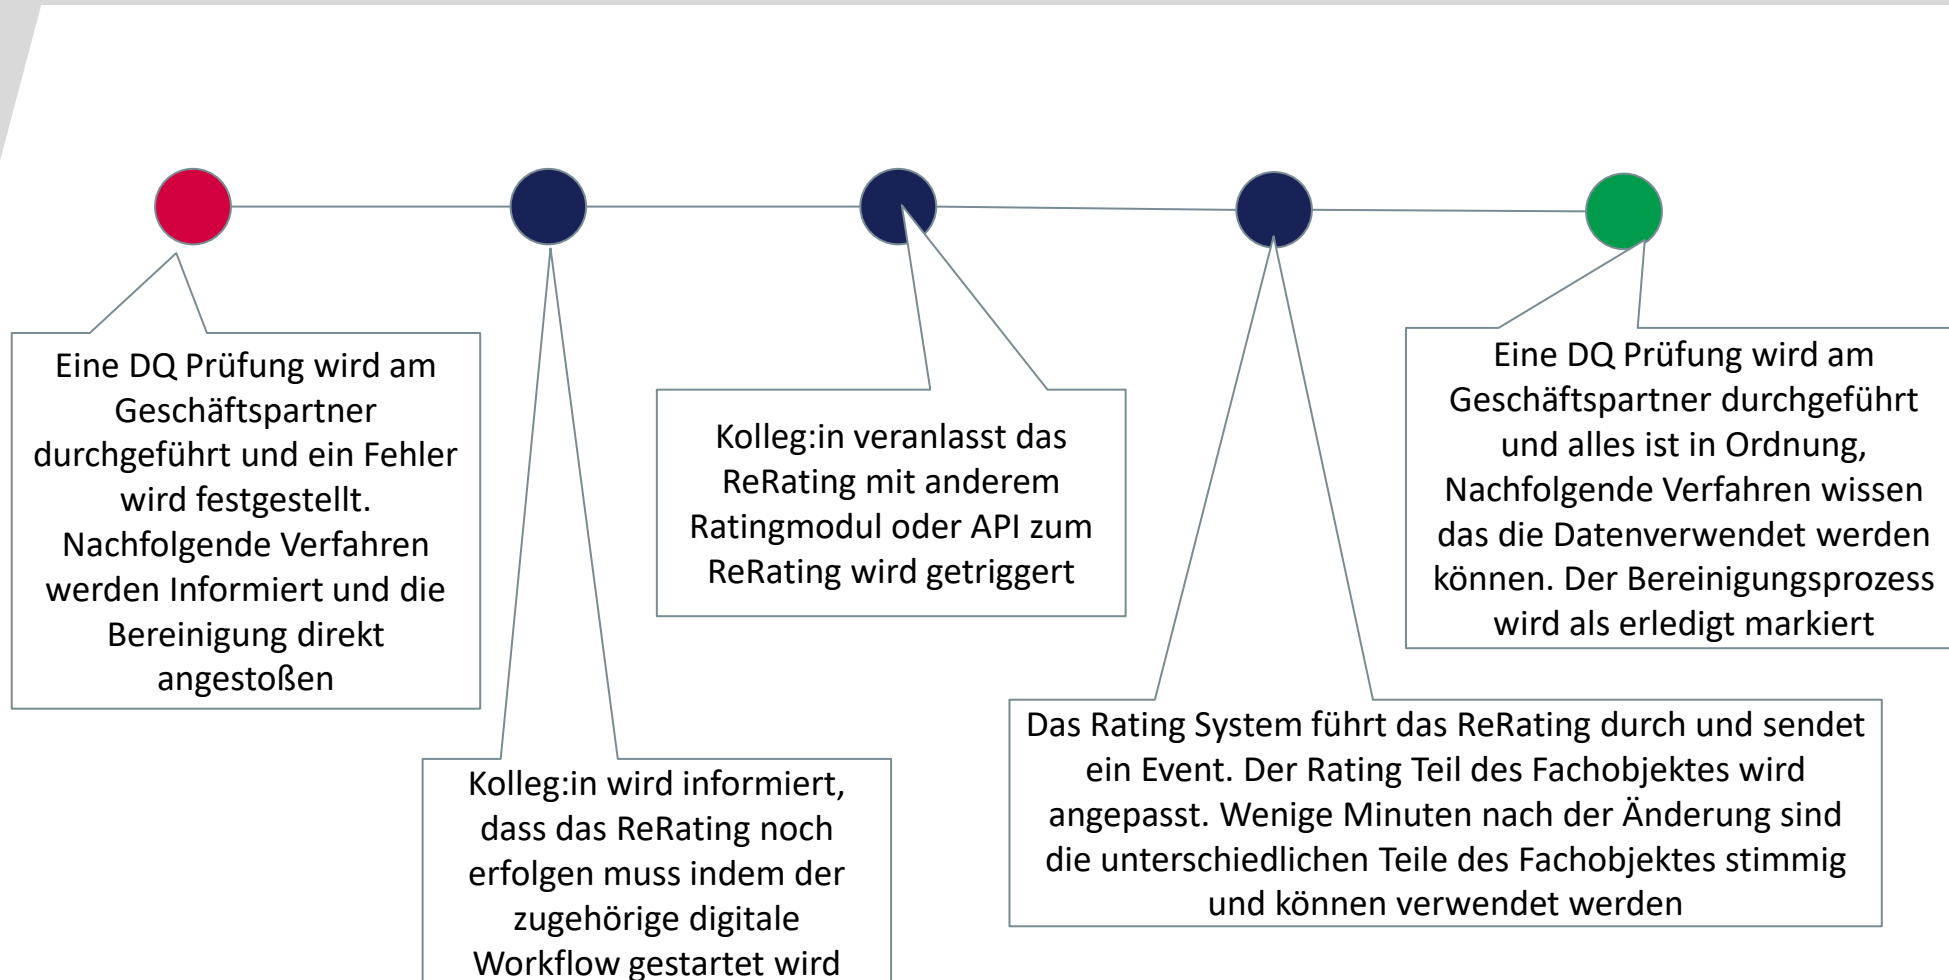 Eine DQ Prüfung wird am
Geschäftspartner
durchgeführt und ein Fehler
wird festgestellt.
Nachfolgende Verfahren
werden Informiert und die
Bereinigung direkt
angestoßen
Kolleg:in wird informiert,
dass das ReRating noch
erfolgen muss indem der
zugehörige digitale
Workflow gestartet wird
Kolleg:in veranlasst das
ReRating mit anderem
Ratingmodul oder API zum
ReRating wird getriggert
Das Rating System führt das ReRating durch und sendet
ein Event. Der Rating Teil des Fachobjektes wird
angepasst. Wenige Minuten nach der Änderung sind
die unterschiedlichen Teile des Fachobjektes stimmig
und können verwendet werden
Eine DQ Prüfung wird am
Geschäftspartner durchgeführt
und alles ist in Ordnung,
Nachfolgende Verfahren wissen
das die Datenverwendet werden
können. Der Bereinigungsprozess
wird als erledigt markiert